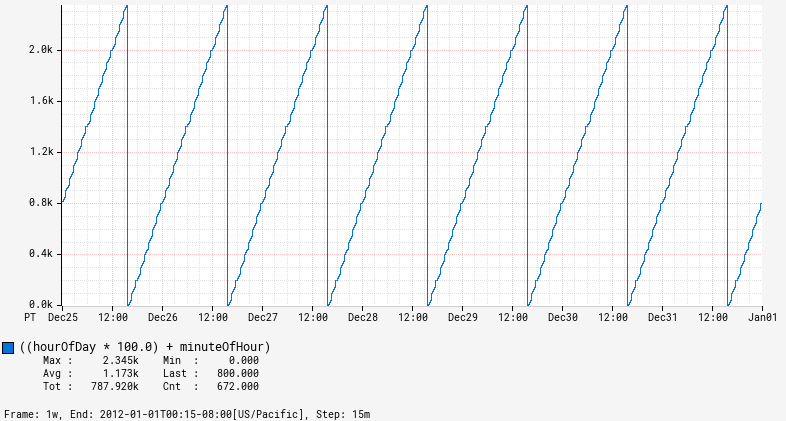 2.0k
1.6k
1.2k
0.8k
0.4k
0.0k
PT Dec25 12:00 Dec26 12:00 Dec27 12:00 Dec28 12:00 Dec29 12:00 Dec30 12:00 Dec31 12:00 Jan01
((hourOfDay * 100.0) + minuteOfHour)
Max : 2.345k Min : 0.000
Avg : 1.173k Last : 800.000
Tot : 787.920k Cnt : 672.000
Frame: 1w, End: 2012-01-01T00:15-08:00[US/Pacific], Step: 15m